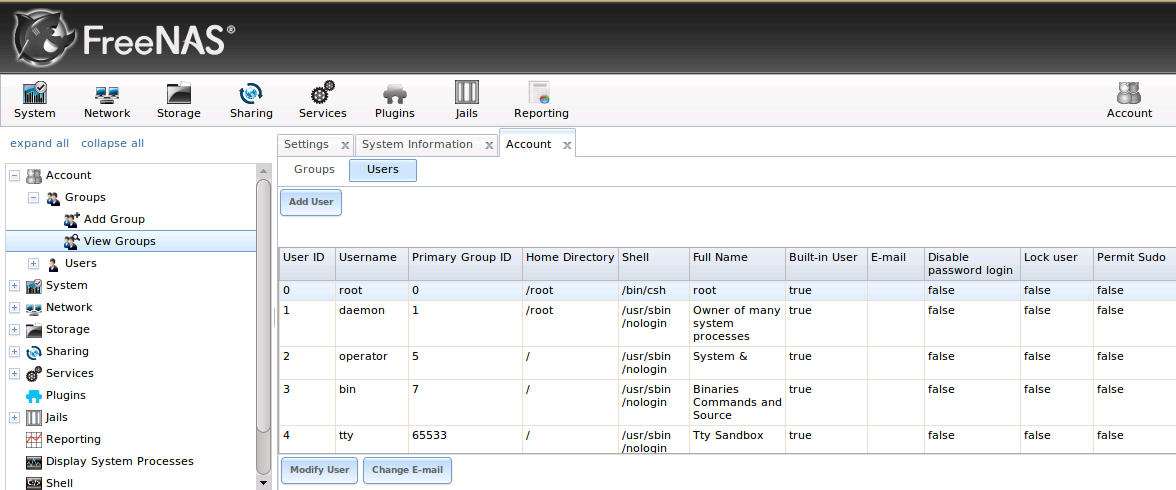 FreeNAS®
System Network Storage Sharing Services Plugins Jails Reporting Account
expand all collapse all
Settings x System Information x Account x
Groups Users
Account
Groups
Add Group
View Groups
Users
System
Network
Storage
Sharing
Services
Plugins
Jails
Reporting
Display System Processes
Shell
Add User
User ID Username Primary Group ID Home Directory Shell Full Name Built-in User E-mail Disable password login Lock user Permit Sudo
0 root 0 /root /bin/csh root true false false false
1 daemon 1 /root /usr/sbin Owner of many true false false false
/nologin system
processes
2 operator 5 / /usr/sbin System & true false false false
/nologin
3 bin 7 / /usr/sbin Binaries true false false false
/nologin Commands and
Source
4 tty 65533 / /usr/sbin Tty Sandbox true false false false
/nologin
Modify User Change E-mail